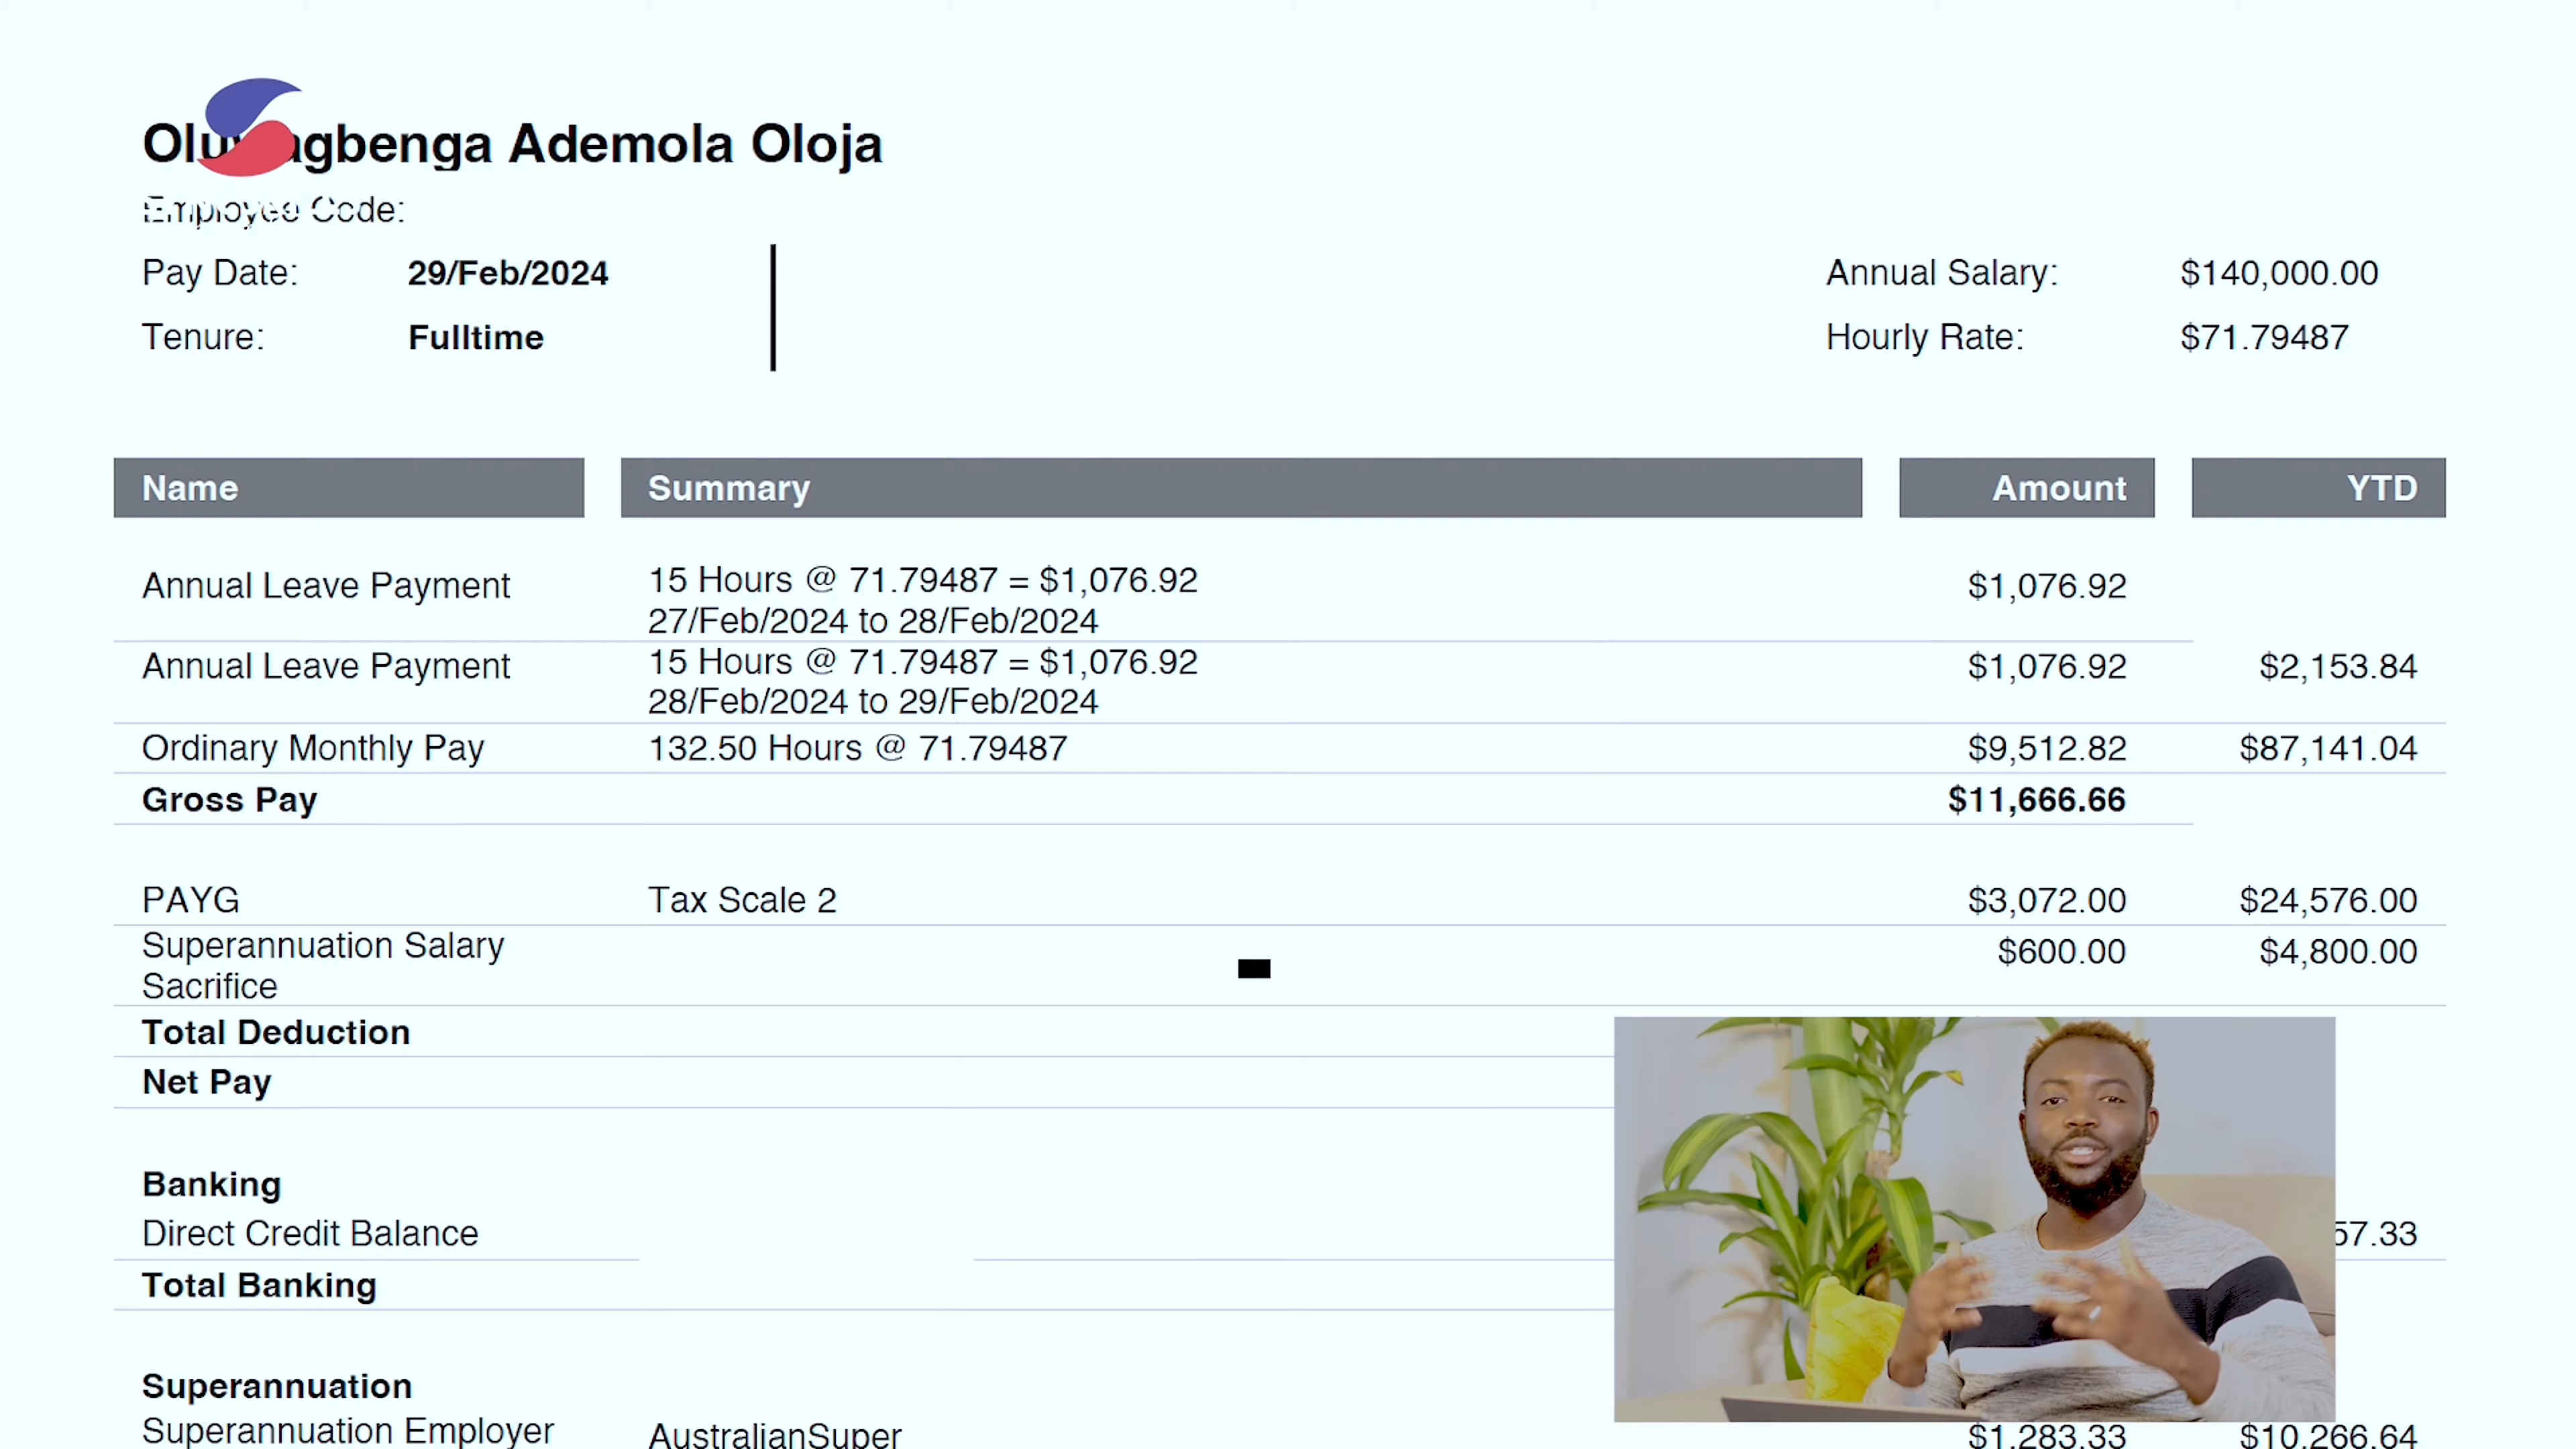 Ademola Oloja
Employee Code:
Pay Date: 29/Feb/2024 Annual Salary: $140,000.00
Tenure: Fulltime Hourly Rate: $71.79487
Name Summary Amount YTD
Annual Leave Payment 15 Hours @ 71.79487 = $1,076.92 $1,076.92
27/Feb/2024 to 28/Feb/2024
Annual Leave Payment 15 Hours @ 71.79487 = $1,076.92 $1,076.92 $2,153.84
28/Feb/2024 to 29/Feb/2024
Ordinary Monthly Pay 132.50 Hours @ 71.79487 $9,512.82 $87,141.04
Gross Pay $11,666.66
PAYG Tax Scale 2 $3,072.00 $24,576.00
Superannuation Salary $600.00 $4,800.00
Sacrifice
Total Deduction
Net Pay
Banking
Direct Credit Balance 57.33
Total Banking
Superannuation
Superannuation Employer AustralianSuper $1,283.33 $10,266.64